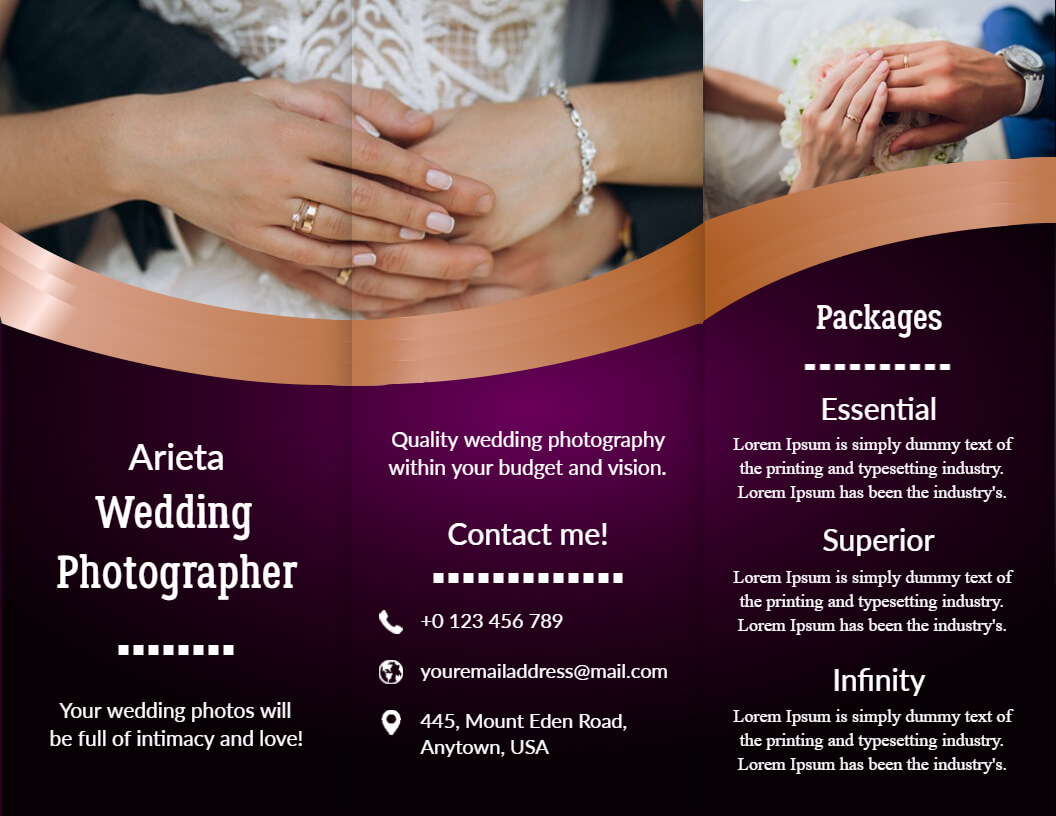 Arieta
Wedding
Photographer
Your wedding photos will
be full of intimacy and love!
Quality wedding photography
within your budget and vision.
Contact me!
+0 123 456 789
youremailaddress@mail.com
445, Mount Eden Road,
Anytown, USA
Packages
Essential
Lorem Ipsum is simply dummy text of
the printing and typesetting industry.
Lorem Ipsum has been the industry's.
Superior
Lorem Ipsum is simply dummy text of
the printing and typesetting industry.
Lorem Ipsum has been the industry's.
Infinity
Lorem Ipsum is simply dummy text of
the printing and typesetting industry.
Lorem Ipsum has been the industry's.